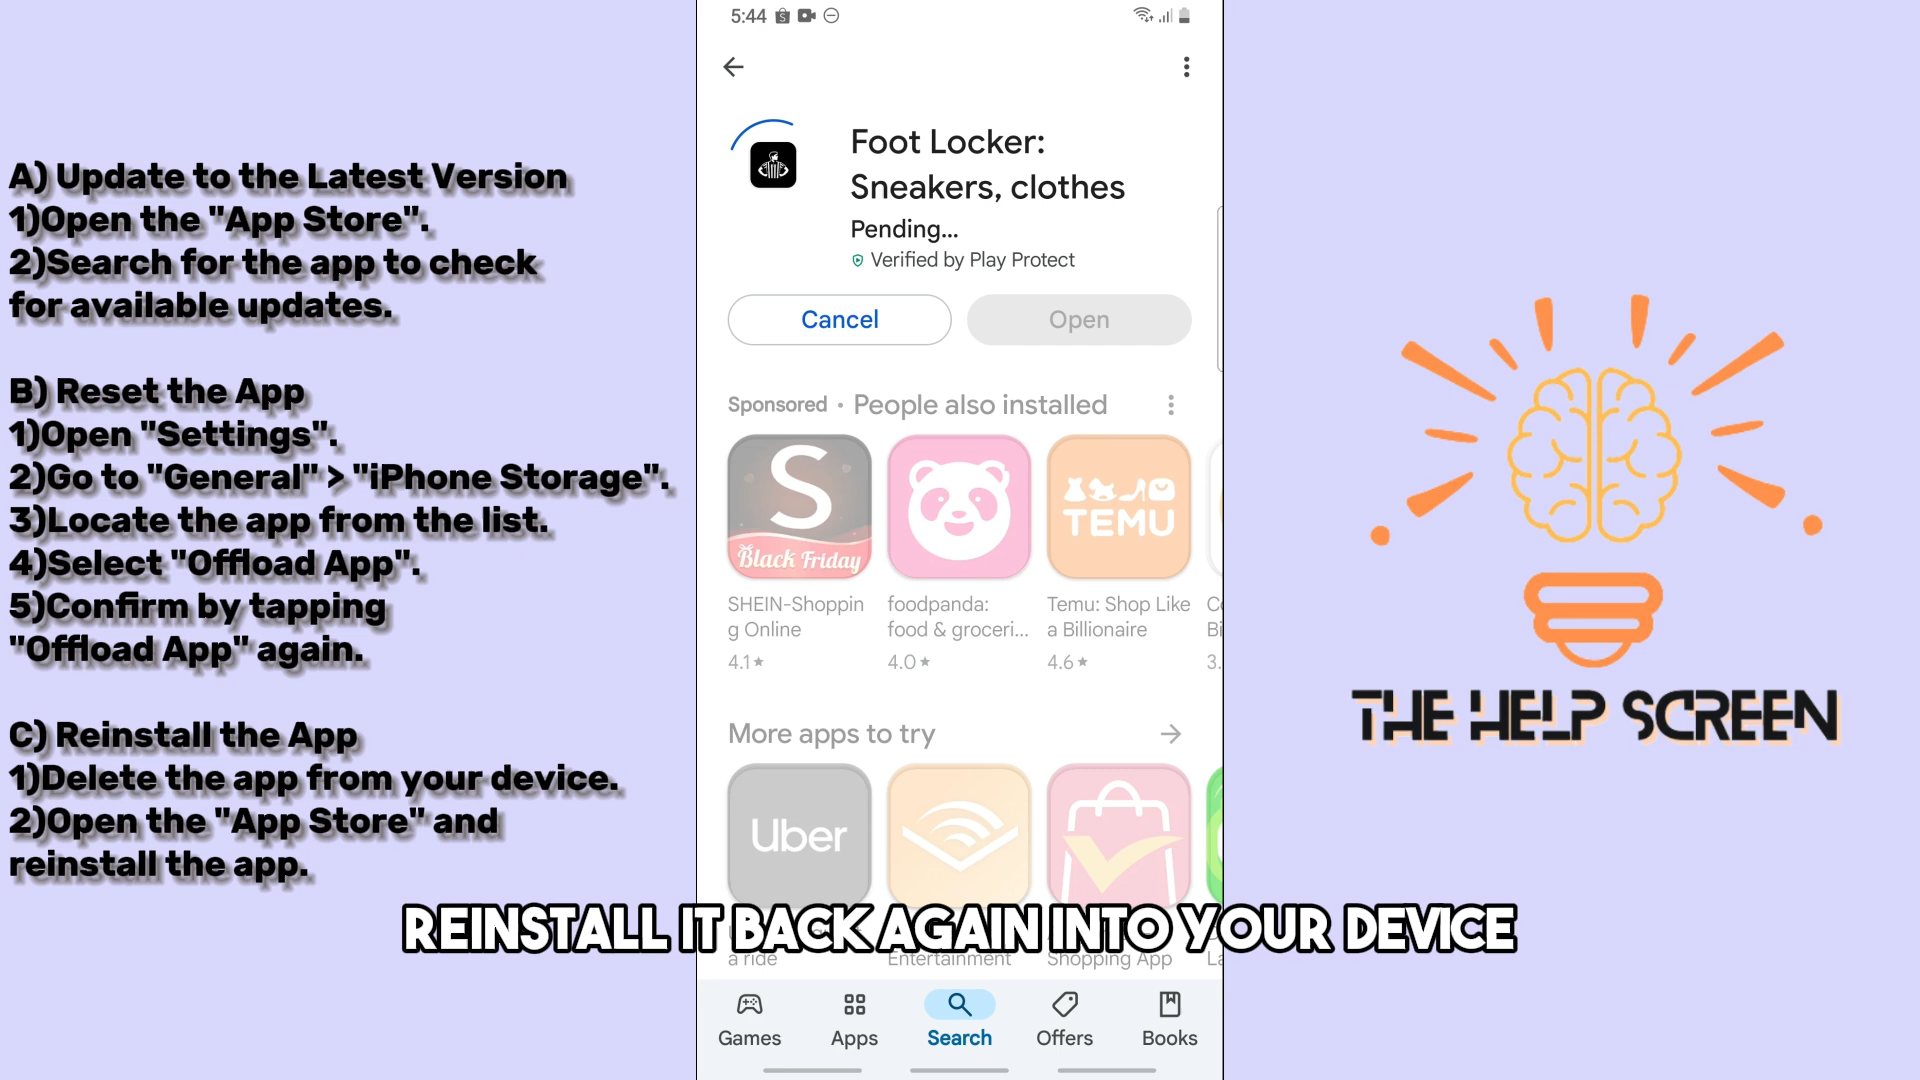 A) Update to the Latest Version
1)Open the "App Store".
2)Search for the app to check
for available updates.
B) Reset the App
1)Open "Settings".
2)Go to "General" > "iPhone Storage".
3)Locate the app from the list.
4)Select "Offload App".
5)Confirm by tapping
"Offload App" again.
C) Reinstall the App
1)Delete the app from your device.
2)Open the "App Store" and
reinstall the app.
5:44
Foot Locker:
Sneakers, clothes
Pending...
Verified by Play Protect
Cancel
Open
Sponsored • People also installed
S
Black Friday
TEMU
SHEIN-Shoppin
g Online
4.1★
foodpanda:
food & groceri...
4.0★
Temu: Shop Like
a Billionaire
4.6★
Bi
3.
More apps to try
Uber
a ride
Entertainment
Shopping App
REINSTALL IT BACK AGAIN INTO YOUR DEVICE
Games
Apps
Search
Offers
Books
THE HELP SCREEN